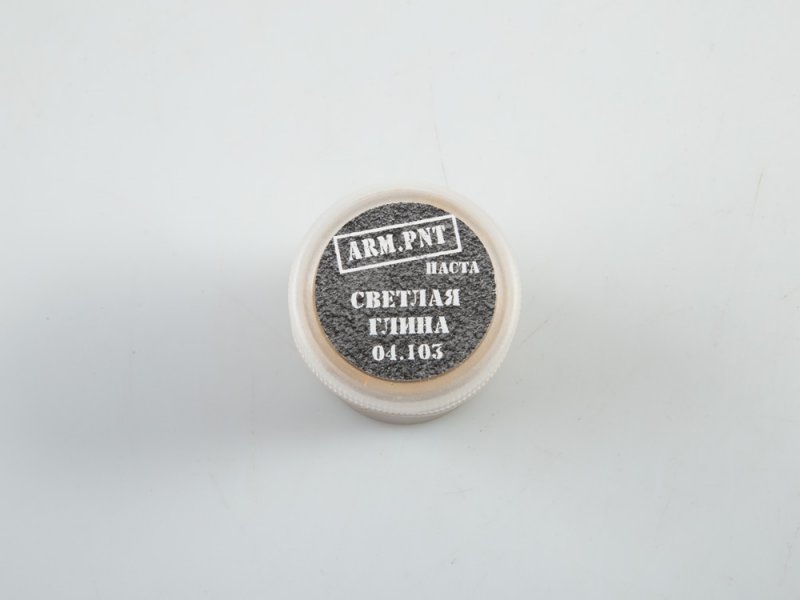 ARM.PNT
ПАСТА
СВЕТЛАЯ
ГЛИНА
04.103